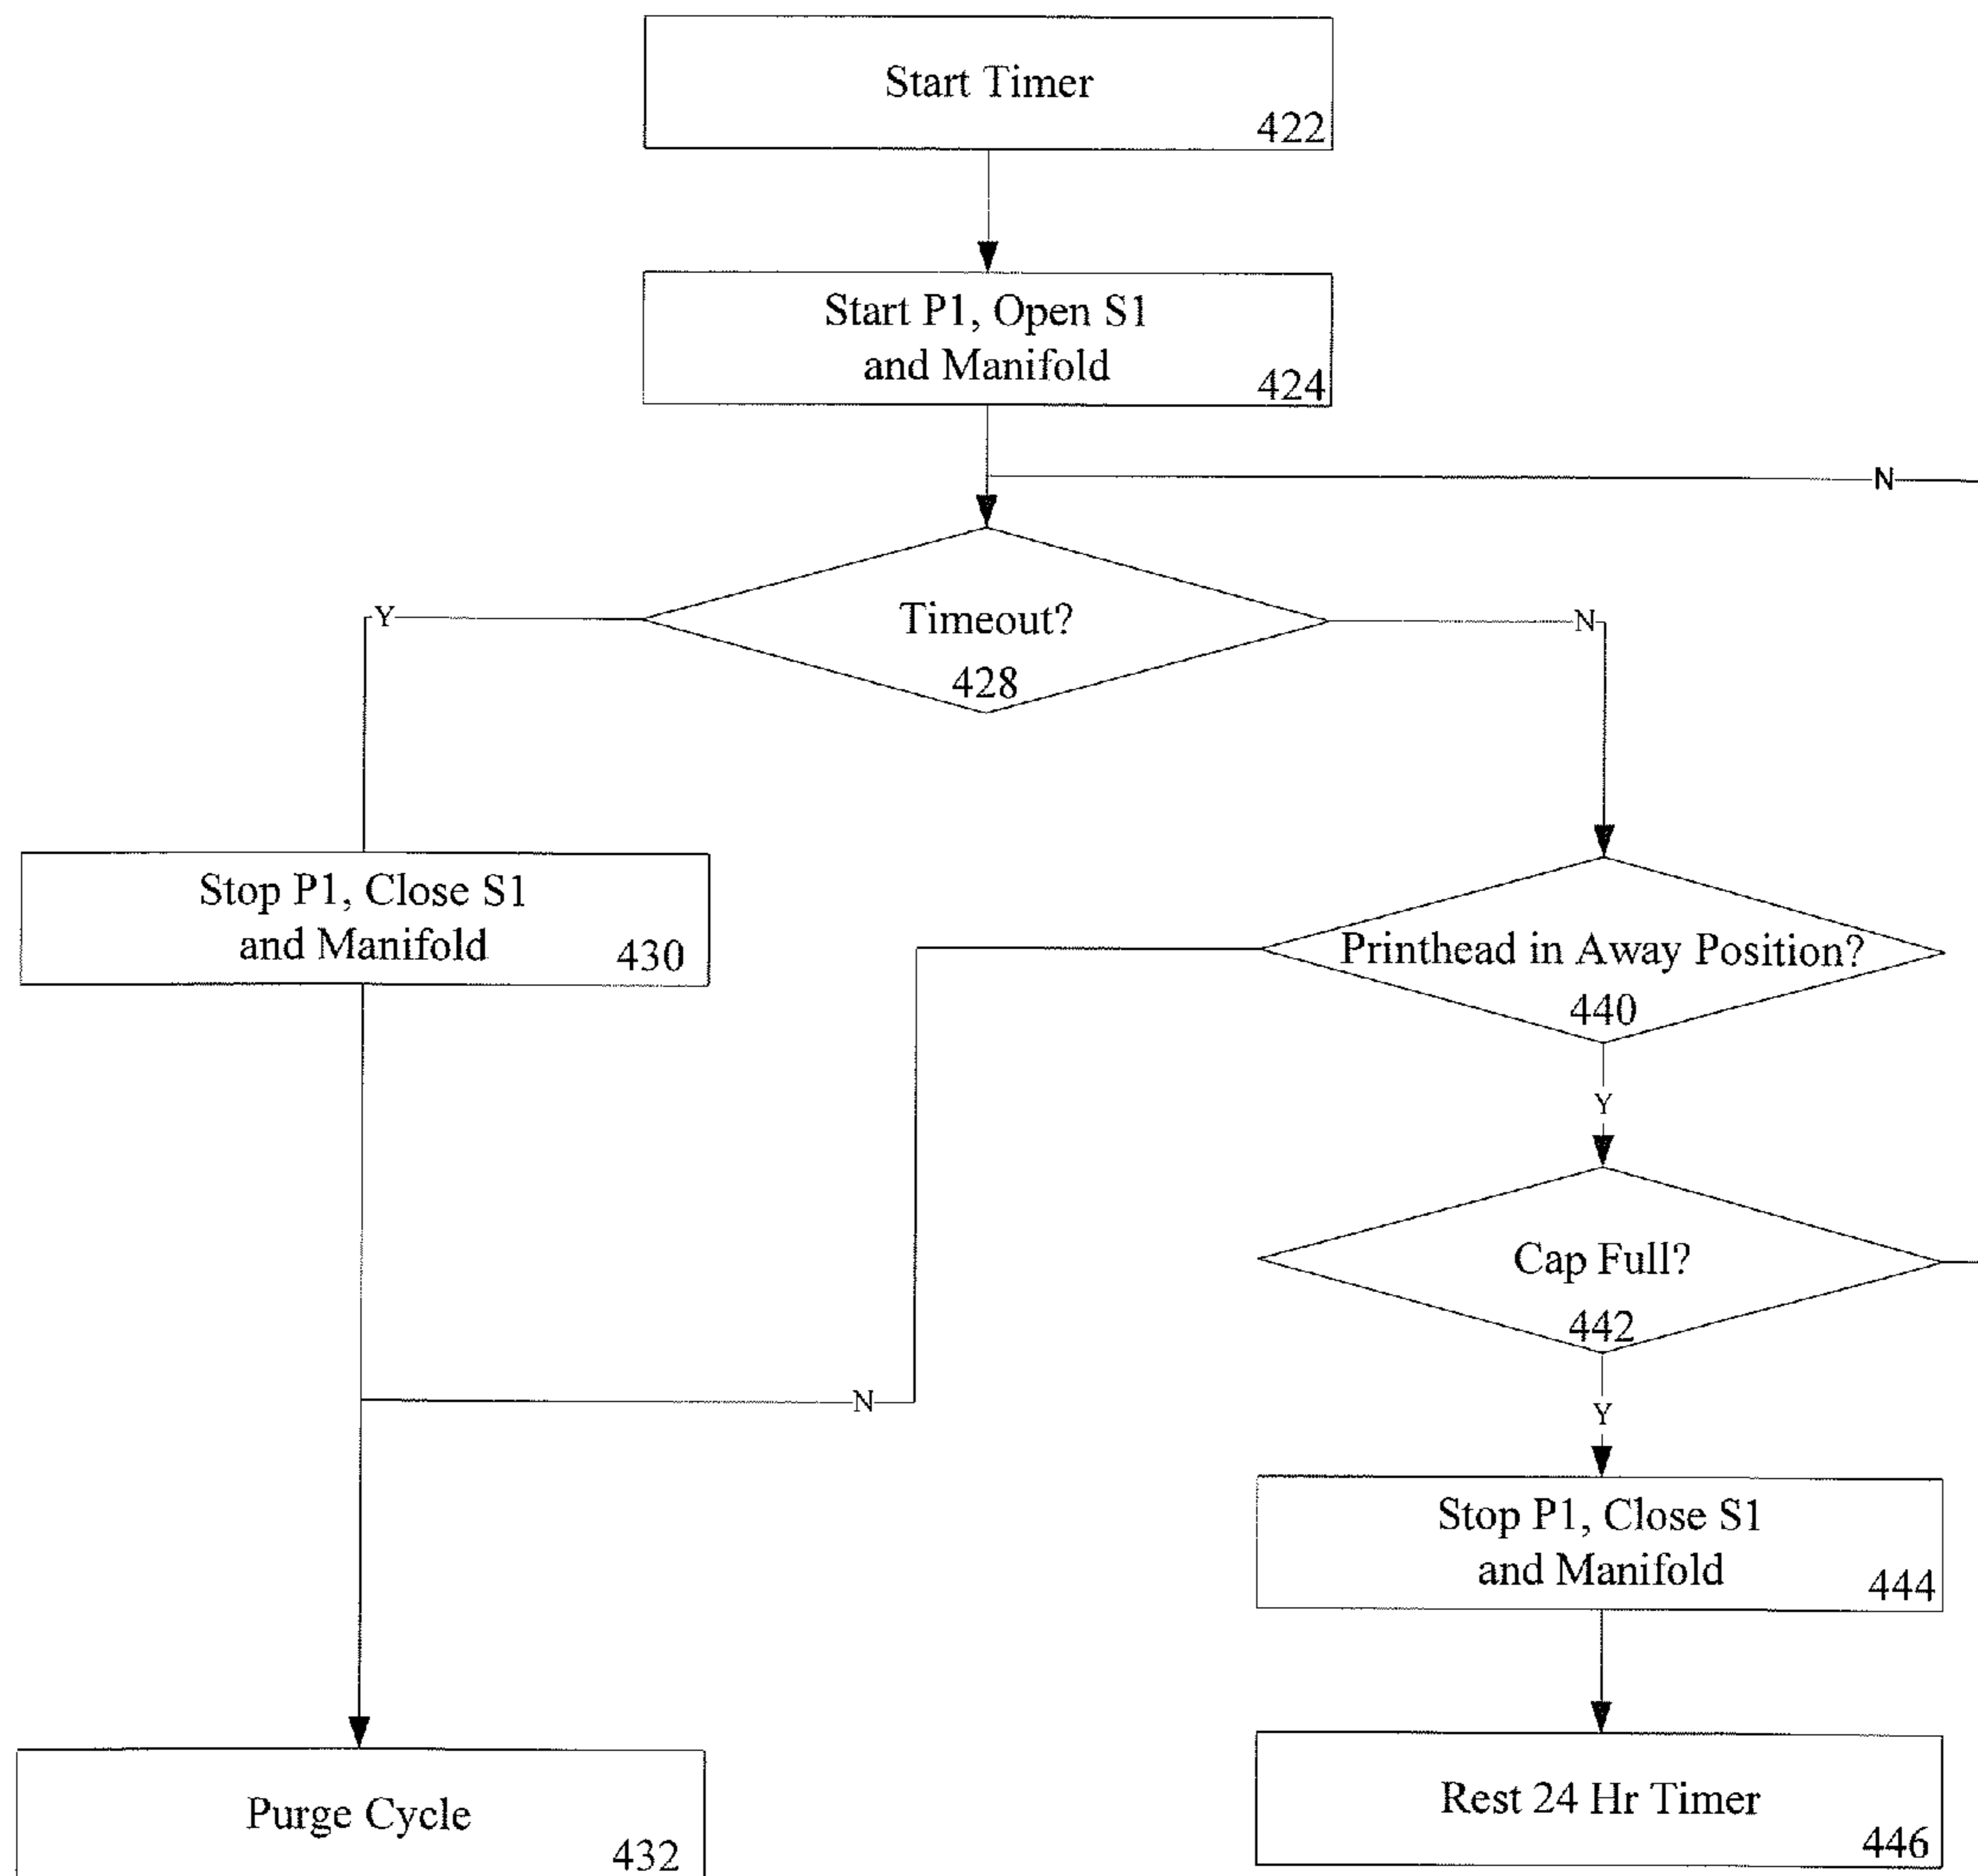 Start Timer
422
Start P1, Open S1
and Manifold
424
N
Timeout?
428
Y
N
Stop P1, Close S1
and Manifold
430
Printhead in Away Position?
440
Y
Cap Full?
442
N
Y
Stop P1, Close S1
and Manifold
444
Purge Cycle
432
Rest 24 Hr Timer
446